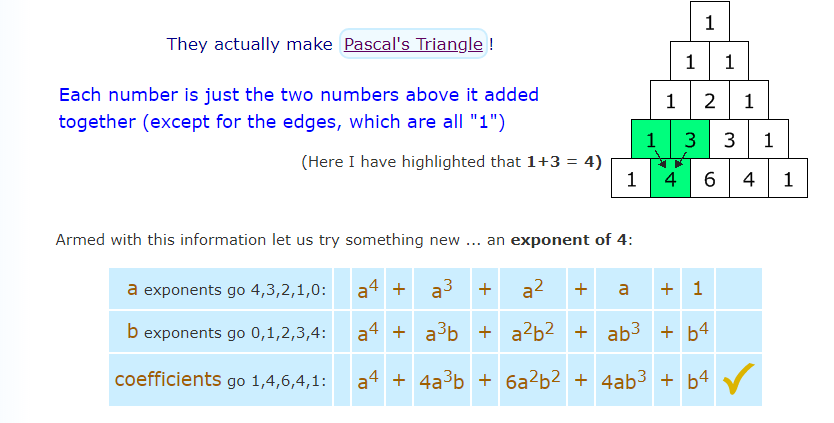 They actually make Pascal's Triangle !
Each number is just the two numbers above it added
together (except for the edges, which are all "1")
(Here I have highlighted that 1+3 = 4)
1
1 1
1 2 1
1 3 3 1
1 4 6 4 1
Armed with this information let us try something new ... an exponent of 4:
a exponents go 4,3,2,1,0: a⁴ + a³ + a² + a + 1
b exponents go 0,1,2,3,4: a⁴ + a³b + a²b² + ab³ + b⁴
coefficients go 1,4,6,4,1: a⁴ + 4a³b + 6a²b² + 4ab³ + b⁴